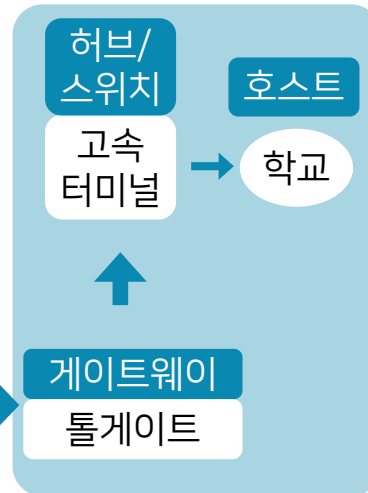 허브/
스위치
고속
터미널
호스트
학교
게이트웨이
톨게이트